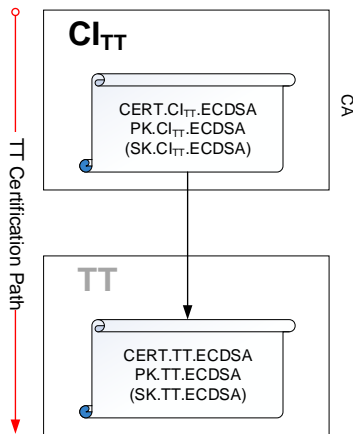 CI_TT
CERT.CI_TT.ECDSA
PK.CI_TT.ECDSA
(SK.CI_TT.ECDSA)
CA
TT Certification Path
TT
CERT.TT.ECDSA
PK.TT.ECDSA
(SK.TT.ECDSA)